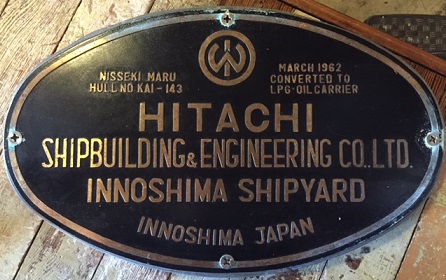 NISSEKI MARU
HULL NO KAI-143
MARCH 1962
CONVERTED TO
LPG-OIL CARRIER
HITACHI
SHIPBUILDING & ENGINEERING CO., LTD.
INNOSHIMA SHIPYARD
INNOSHIMA JAPAN